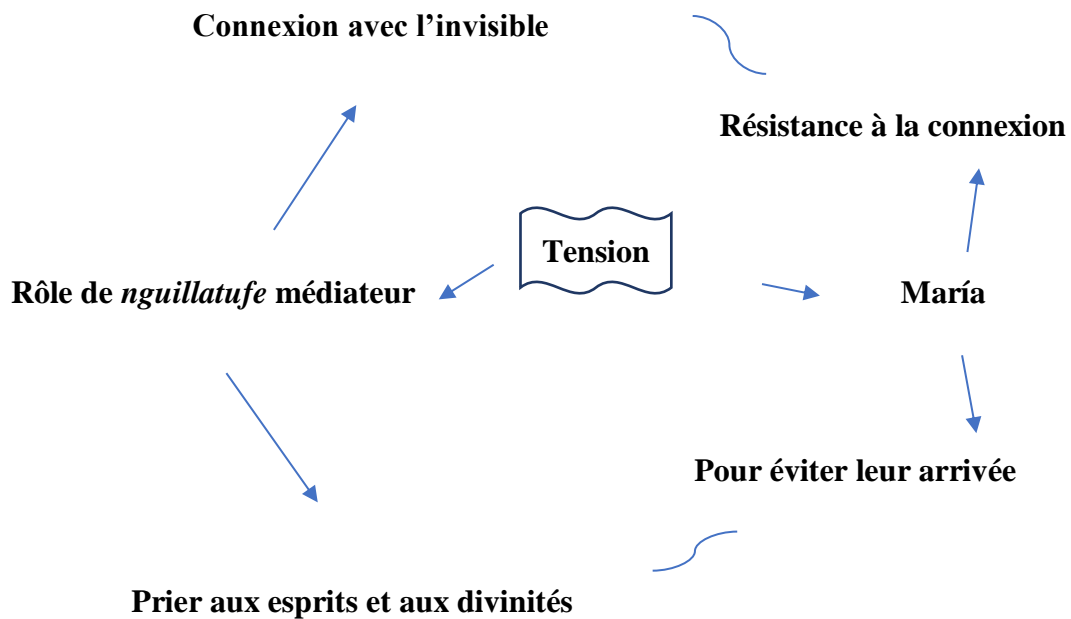 Connexion avec l’invisible
Résistance à la connexion
Tension
Rôle de nguillatufe médiateur
María
Pour éviter leur arrivée
Prier aux esprits et aux divinités